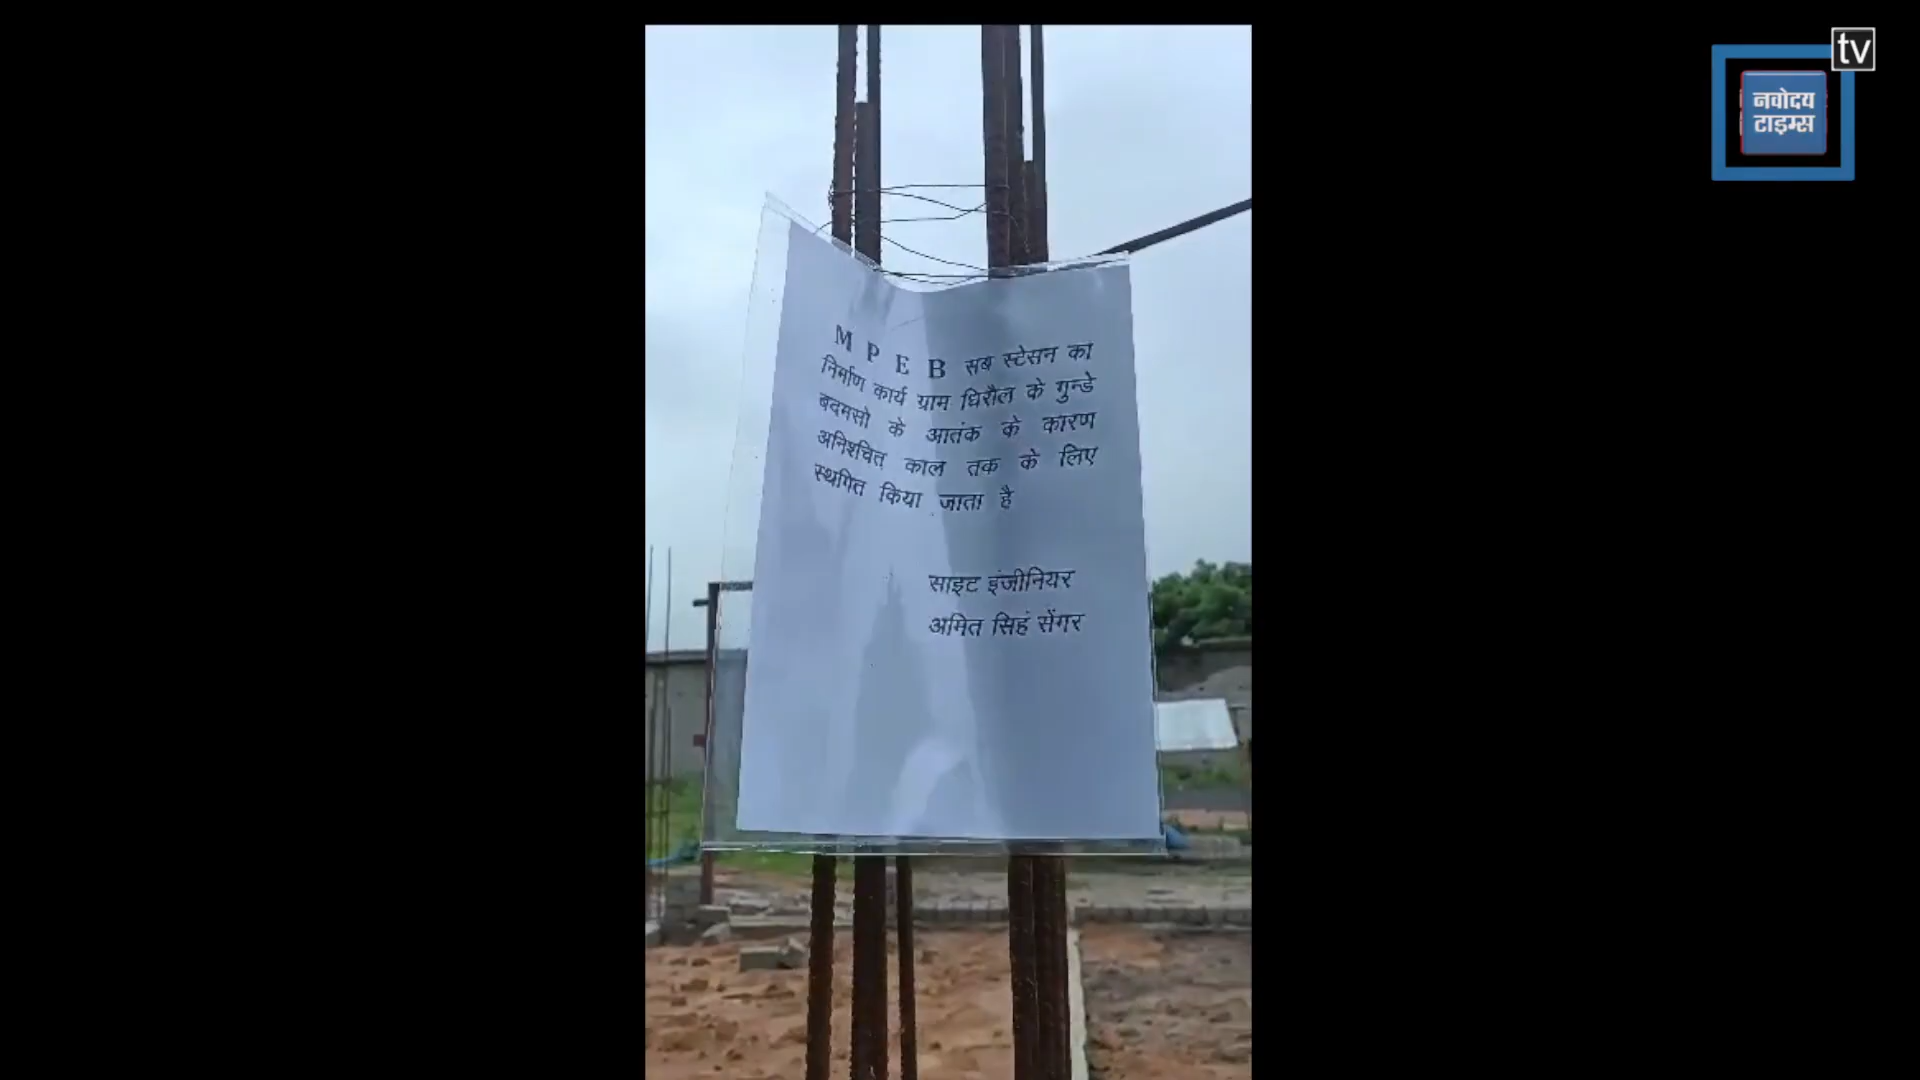 M P E B सब स्टेसन का
निर्माण कार्य ग्राम धिरौल के गुन्डे
बदमसो के आतंक के कारण
अनिश्चित काल तक के लिए
स्थगित किया जाता है
साइट इंजीनियर
अमित सिहं सेंगर
tv
नवोदय
टाइम्स